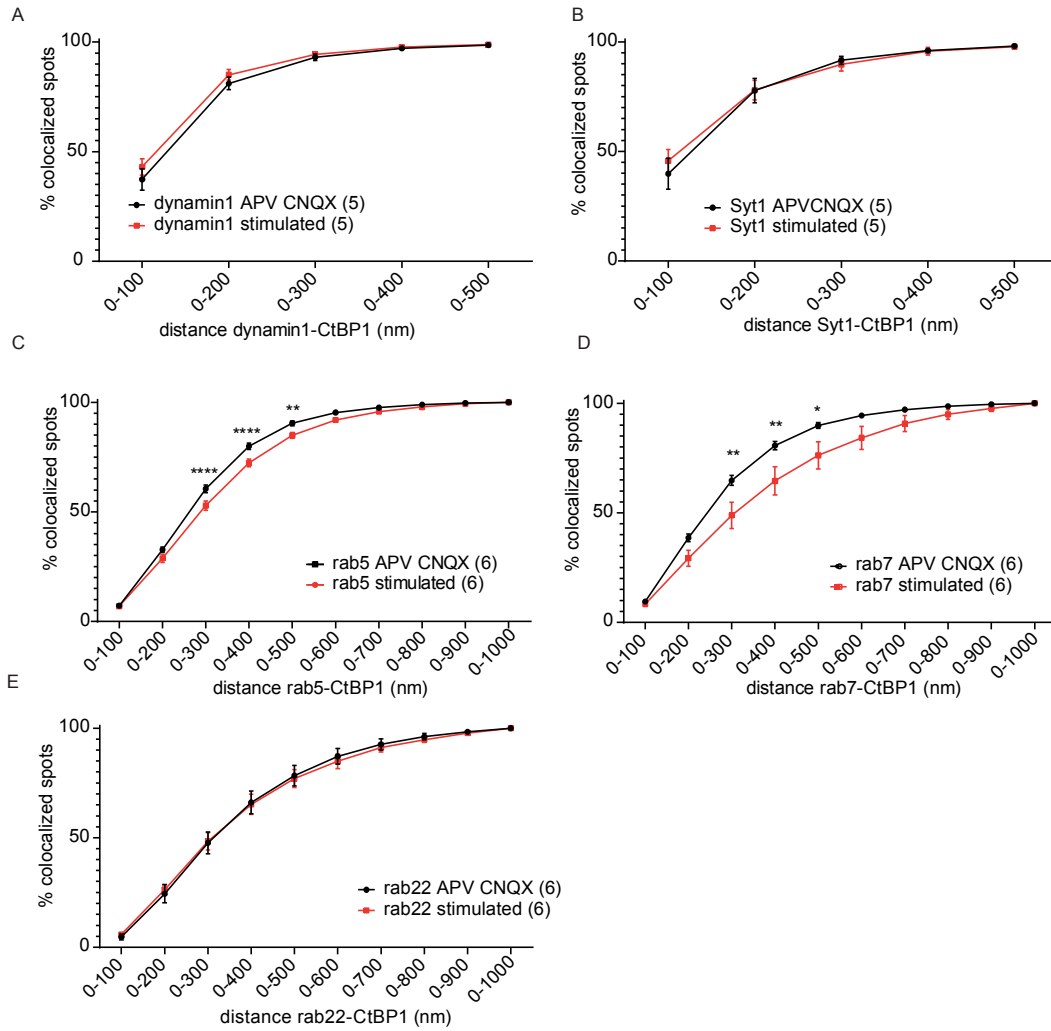 A
100
50
0
% colocalized spots
dynamin1 APV CNQX (5)
dynamin1 stimulated (5)
0-100
0-200
0-300
0-400
0-500
distance dynamin1-CtBP1 (nm)
B
100
50
0
% colocalized spots
Syt1 APVCNQX (5)
Syt1 stimulated (5)
0-100
0-200
0-300
0-400
0-500
distance Syt1-CtBP1 (nm)
C
100
50
0
% colocalized spots
****
****
**
rab5 APV CNQX (6)
rab5 stimulated (6)
0-100
0-200
0-300
0-400
0-500
0-600
0-700
0-800
0-900
0-1000
distance rab5-CtBP1 (nm)
D
100
50
0
% colocalized spots
**
**
*
rab7 APV CNQX (6)
rab7 stimulated (6)
0-100
0-200
0-300
0-400
0-500
0-600
0-700
0-800
0-900
0-1000
distance rab7-CtBP1 (nm)
E
100
50
0
% colocalized spots
rab22 APV CNQX (6)
rab22 stimulated (6)
0-100
0-200
0-300
0-400
0-500
0-600
0-700
0-800
0-900
0-1000
distance rab22-CtBP1 (nm)